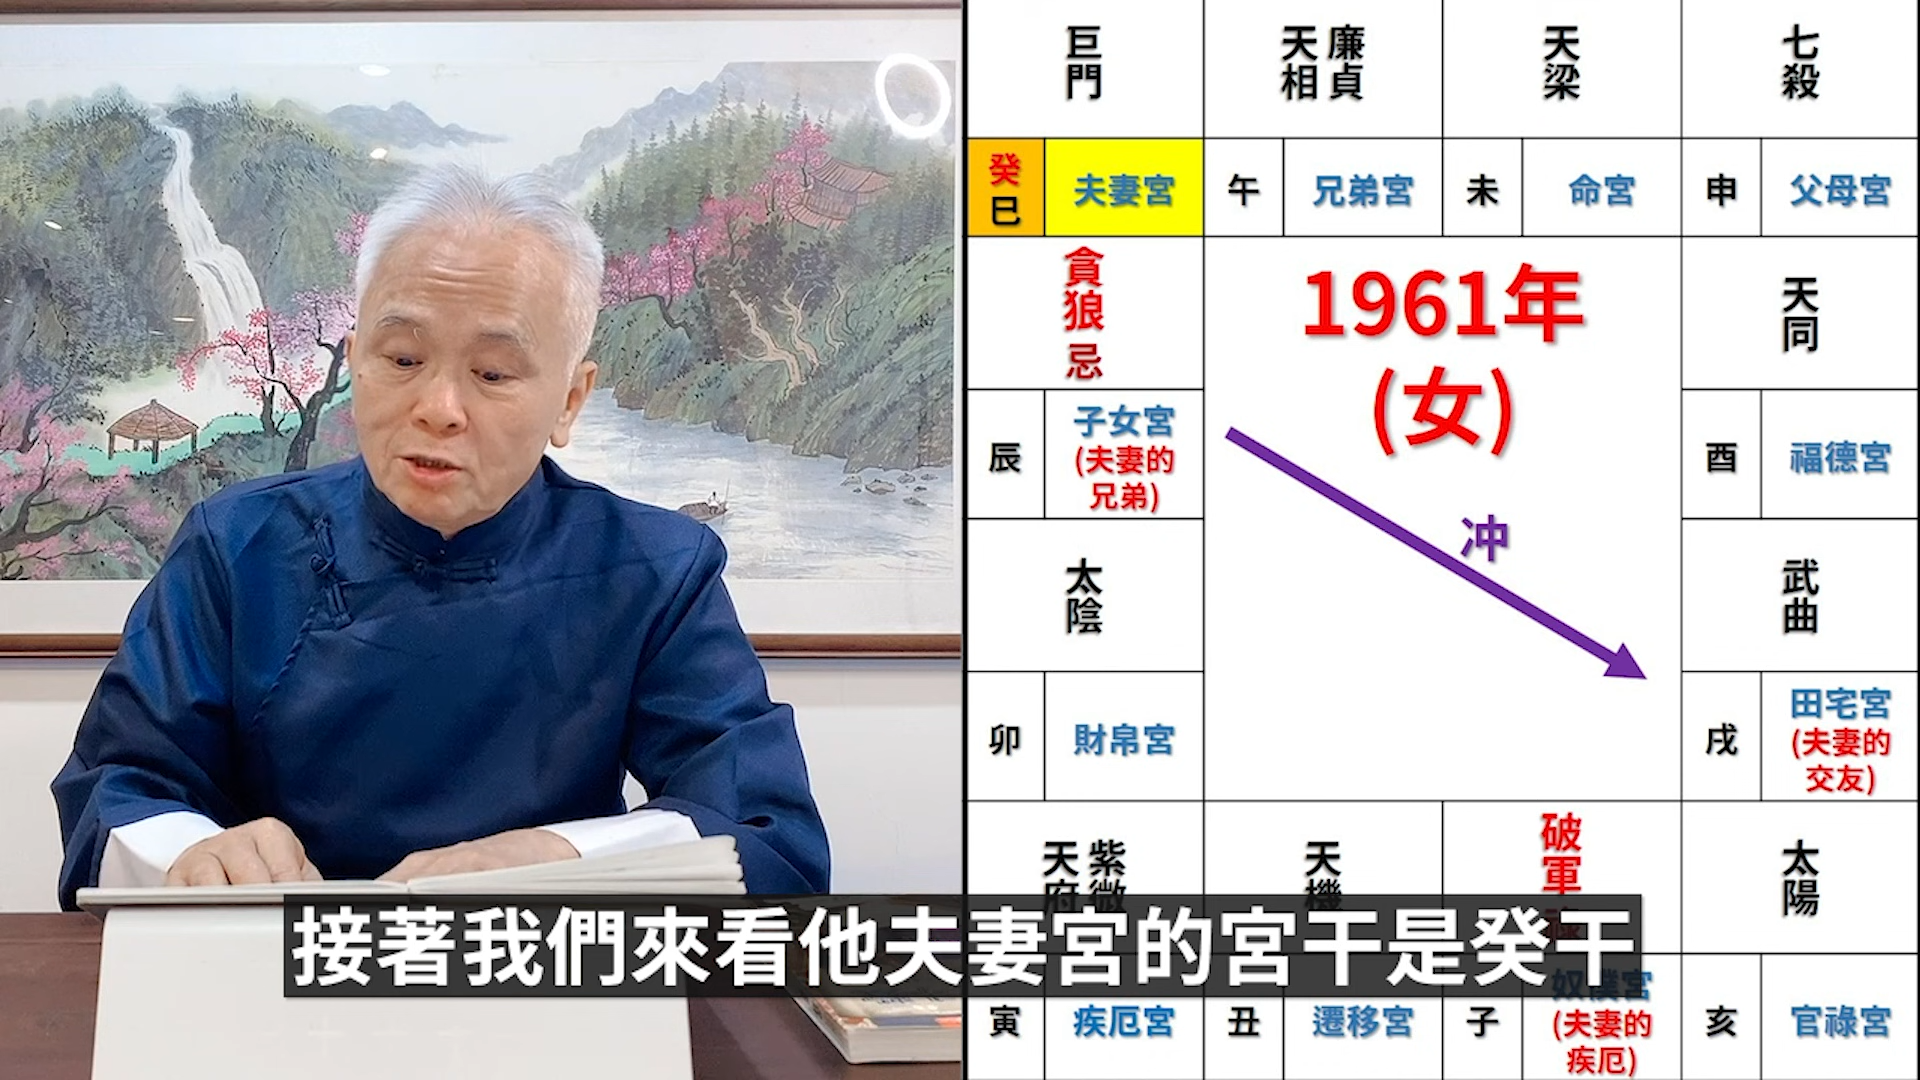 巨門
天相 廉貞
天梁
七殺
癸巳 夫妻宮
午 兄弟宮
未 命宮
申 父母宮
貪狼 忌
1961年
(女)
天同
辰 子女宮
(夫妻的
兄弟)
酉 福德宮
冲
太陰
武曲
卯 財帛宮
戌 田宅宮
(夫妻的
交友)
天府 紫微
天機
破軍
太陽
接著我們來看他夫妻宮的宮干是癸干
寅 疾厄宮
丑 遷移宮
子 奴僕宮
(夫妻的
疾厄)
亥 官祿宮